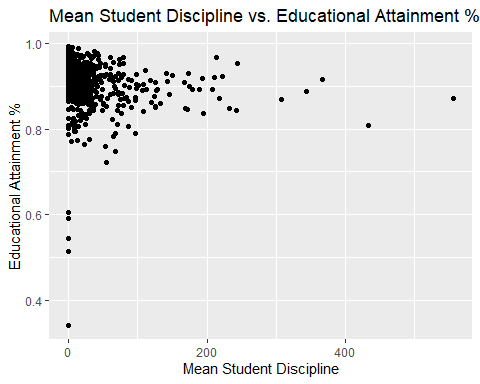 Mean Student Discipline vs. Educational Attainment %
1.0
0.8
0.6
0.4
Educational Attainment %
0
200
400
Mean Student Discipline